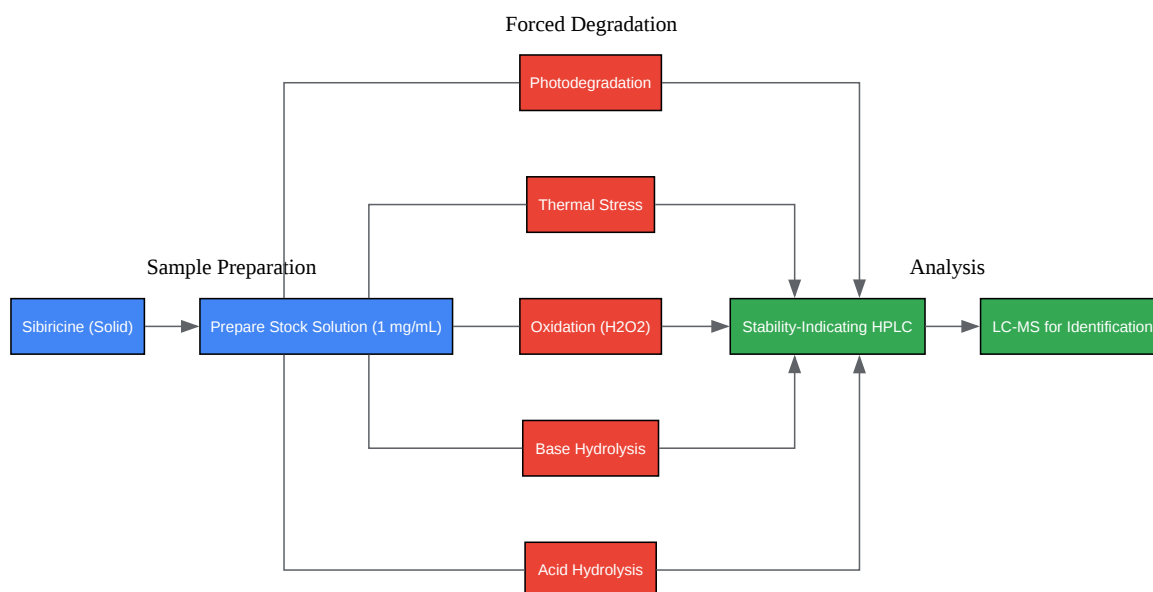 Forced Degradation
Photodegradation
Thermal Stress
Sample Preparation
Analysis
Sibiricine (Solid)
Prepare Stock Solution (1 mg/mL)
Oxidation (H2O2)
Stability-Indicating HPLC
LC-MS for Identification
Base Hydrolysis
Acid Hydrolysis